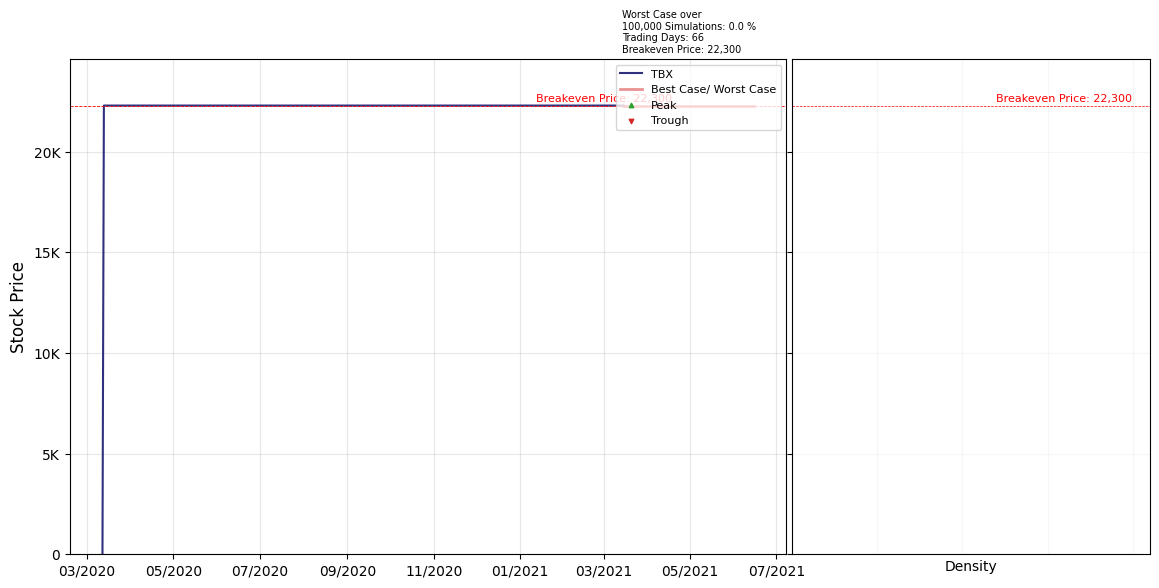 Worst Case over
100,000 Simulations: 0.0 %
Trading Days: 66
Breakeven Price: 22,300
TBX
Best Case/ Worst Case
Peak
Trough
Breakeven Price: 22,300
Breakeven Price: 22,300
Stock Price
20K
15K
10K
5K
0
03/2020 05/2020 07/2020 09/2020 11/2020 01/2021 03/2021 05/2021 07/2021
Density